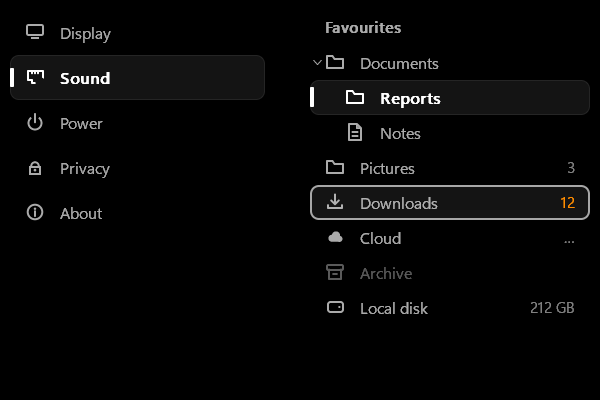 Display
Sound
Power
Privacy
About
Favourites
Documents
Reports
Notes
Pictures 3
Downloads 12
Cloud ...
Archive
Local disk 212 GB